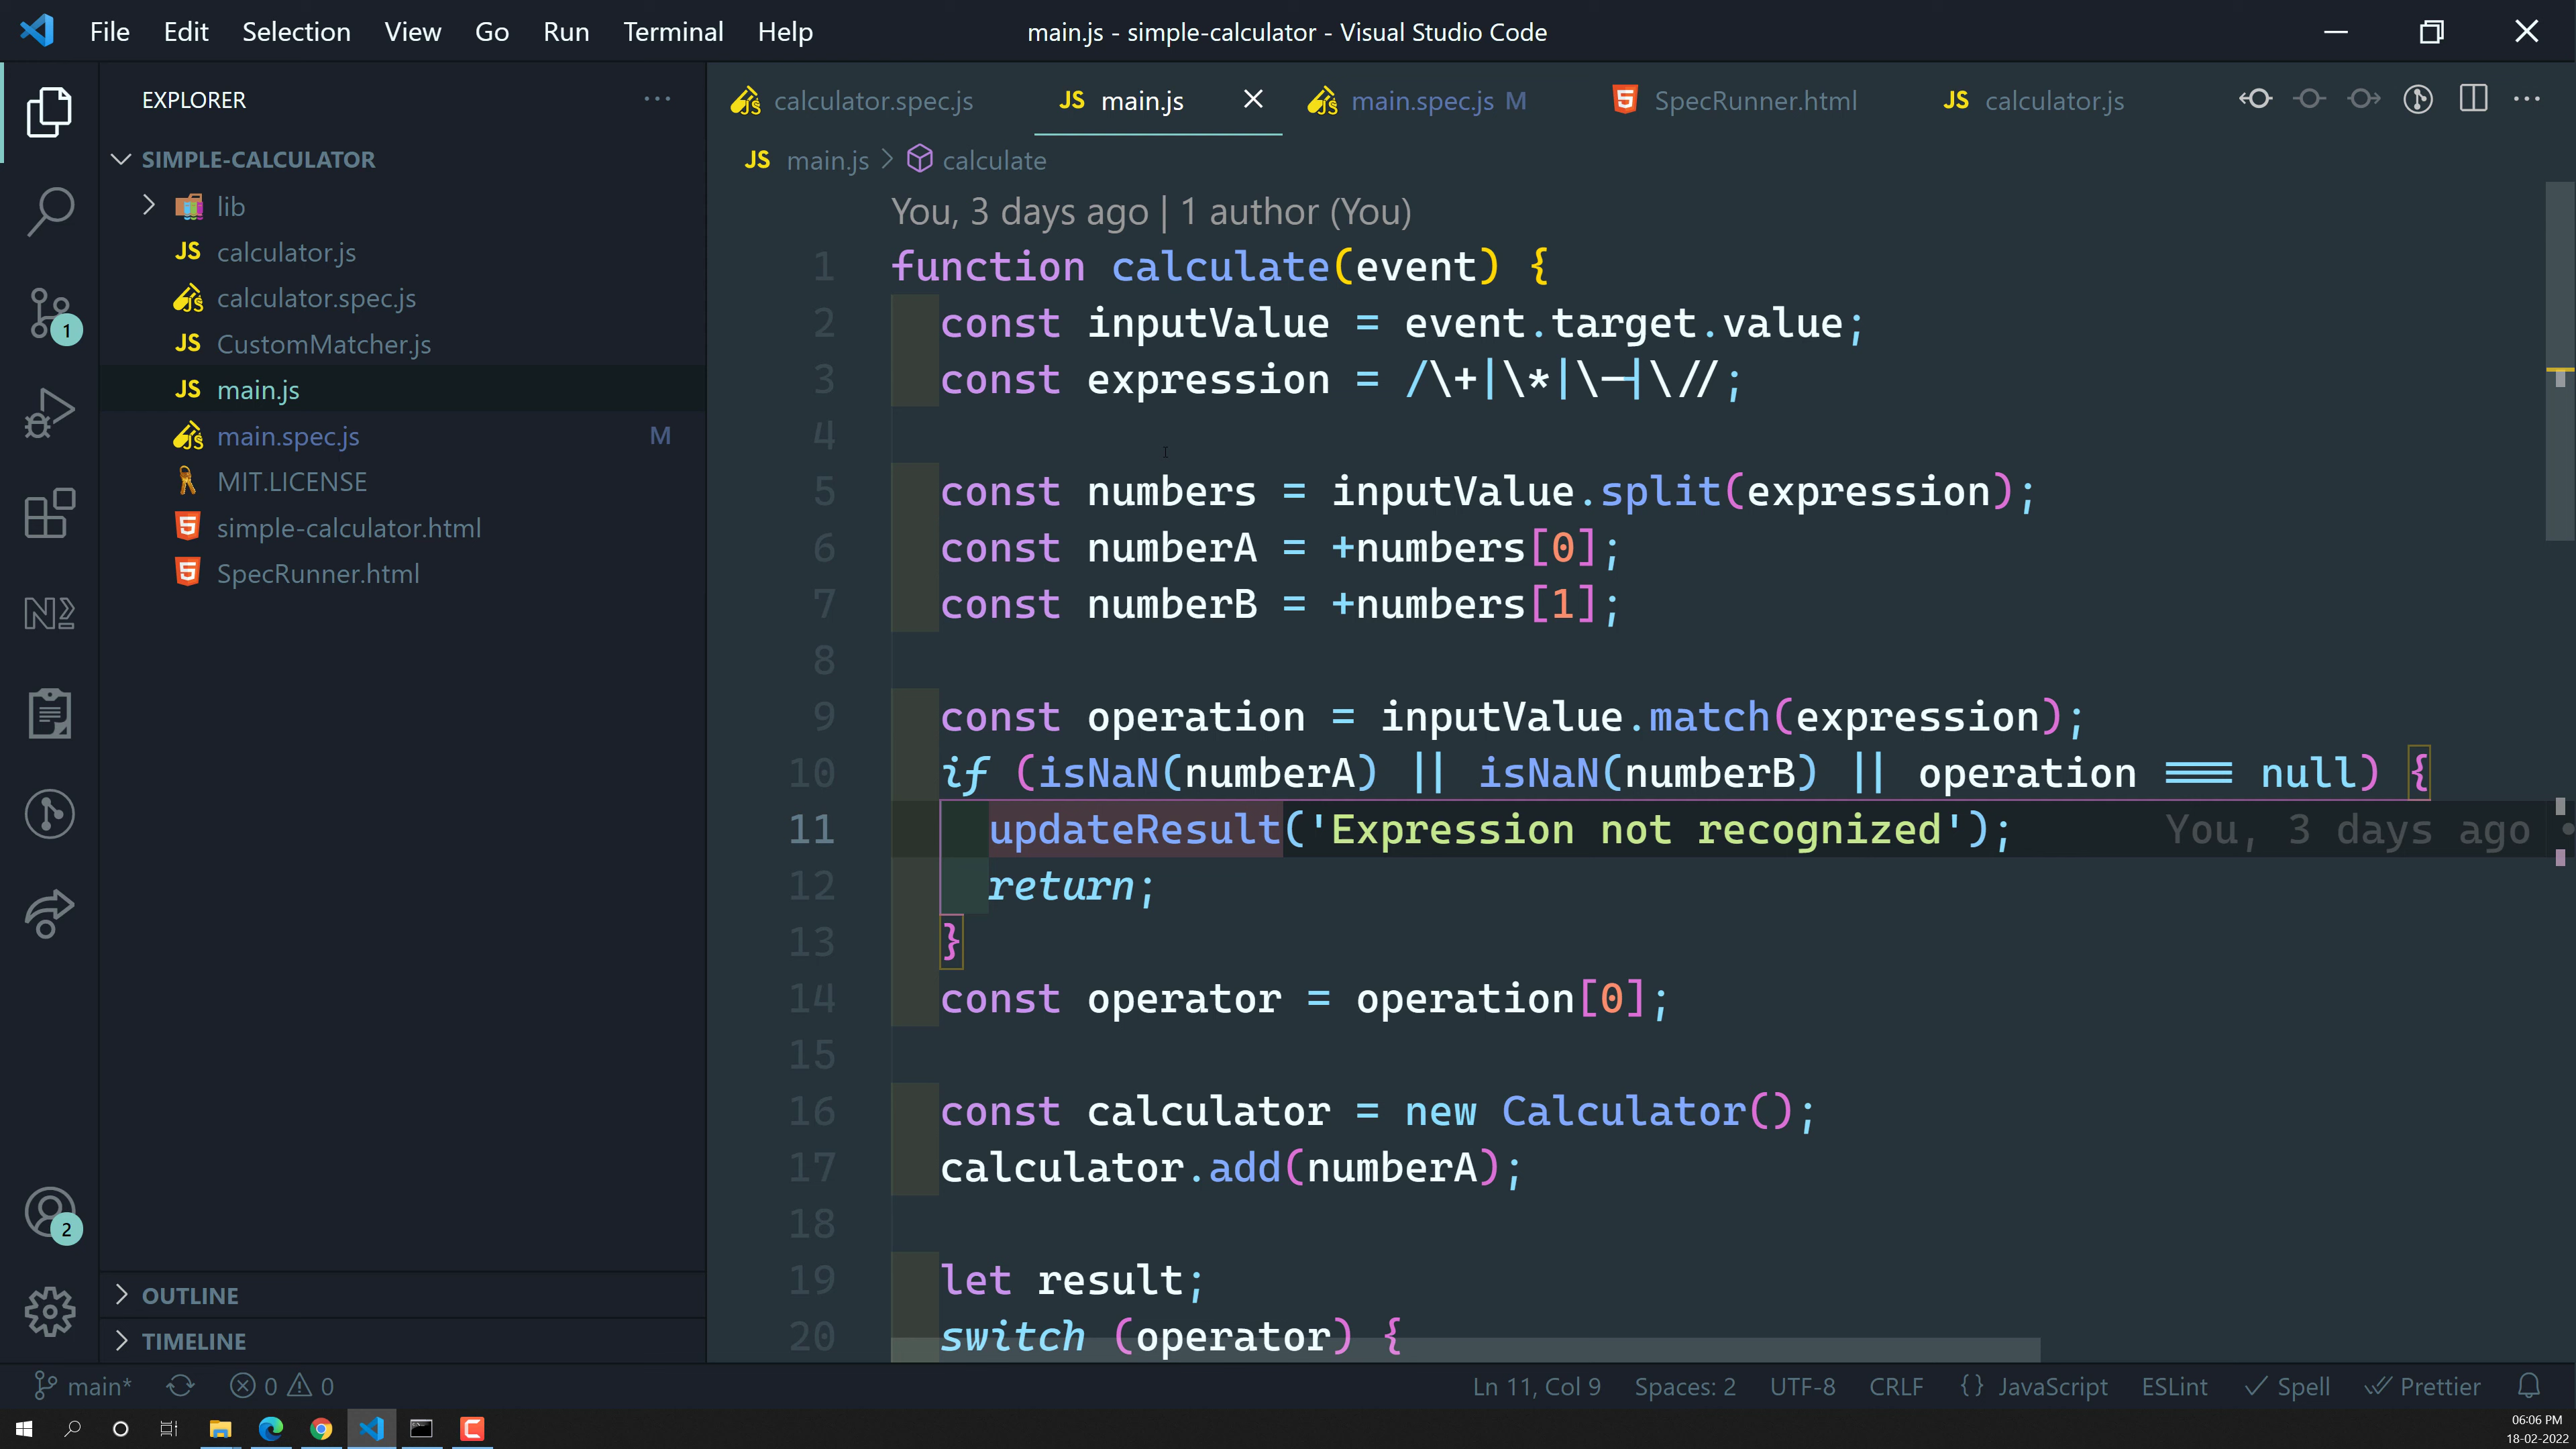 File Edit Selection View Go Run Terminal Help main.js - simple-calculator - Visual Studio Code
EXPLORER
calculator.spec.js JS main.js main.spec.js M SpecRunner.html JS calculator.js
SIMPLE-CALCULATOR
lib
JS calculator.js
calculator.spec.js
JS CustomMatcher.js
JS main.js
main.spec.js M
MIT.LICENSE
simple-calculator.html
SpecRunner.html
OUTLINE
TIMELINE
1
2
JS main.js > calculate
You, 3 days ago | 1 author (You)
1 function calculate(event) {
2 const inputValue = event.target.value;
3 const expression = /\+|\*|\-|\//;
4
5 const numbers = inputValue.split(expression);
6 const numberA = +numbers[0];
7 const numberB = +numbers[1];
8
9 const operation = inputValue.match(expression);
10 if (isNaN(numberA) || isNaN(numberB) || operation === null) {
11 updateResult('Expression not recognized'); You, 3 days ago •
12 return;
13 }
14 const operator = operation[0];
15
16 const calculator = new Calculator();
17 calculator.add(numberA);
18
19 let result;
20 switch (operator) {
main* 0 0 Ln 11, Col 9 Spaces: 2 UTF-8 CRLF {} JavaScript ESLint Spell Prettier
06:06 PM
18-02-2022